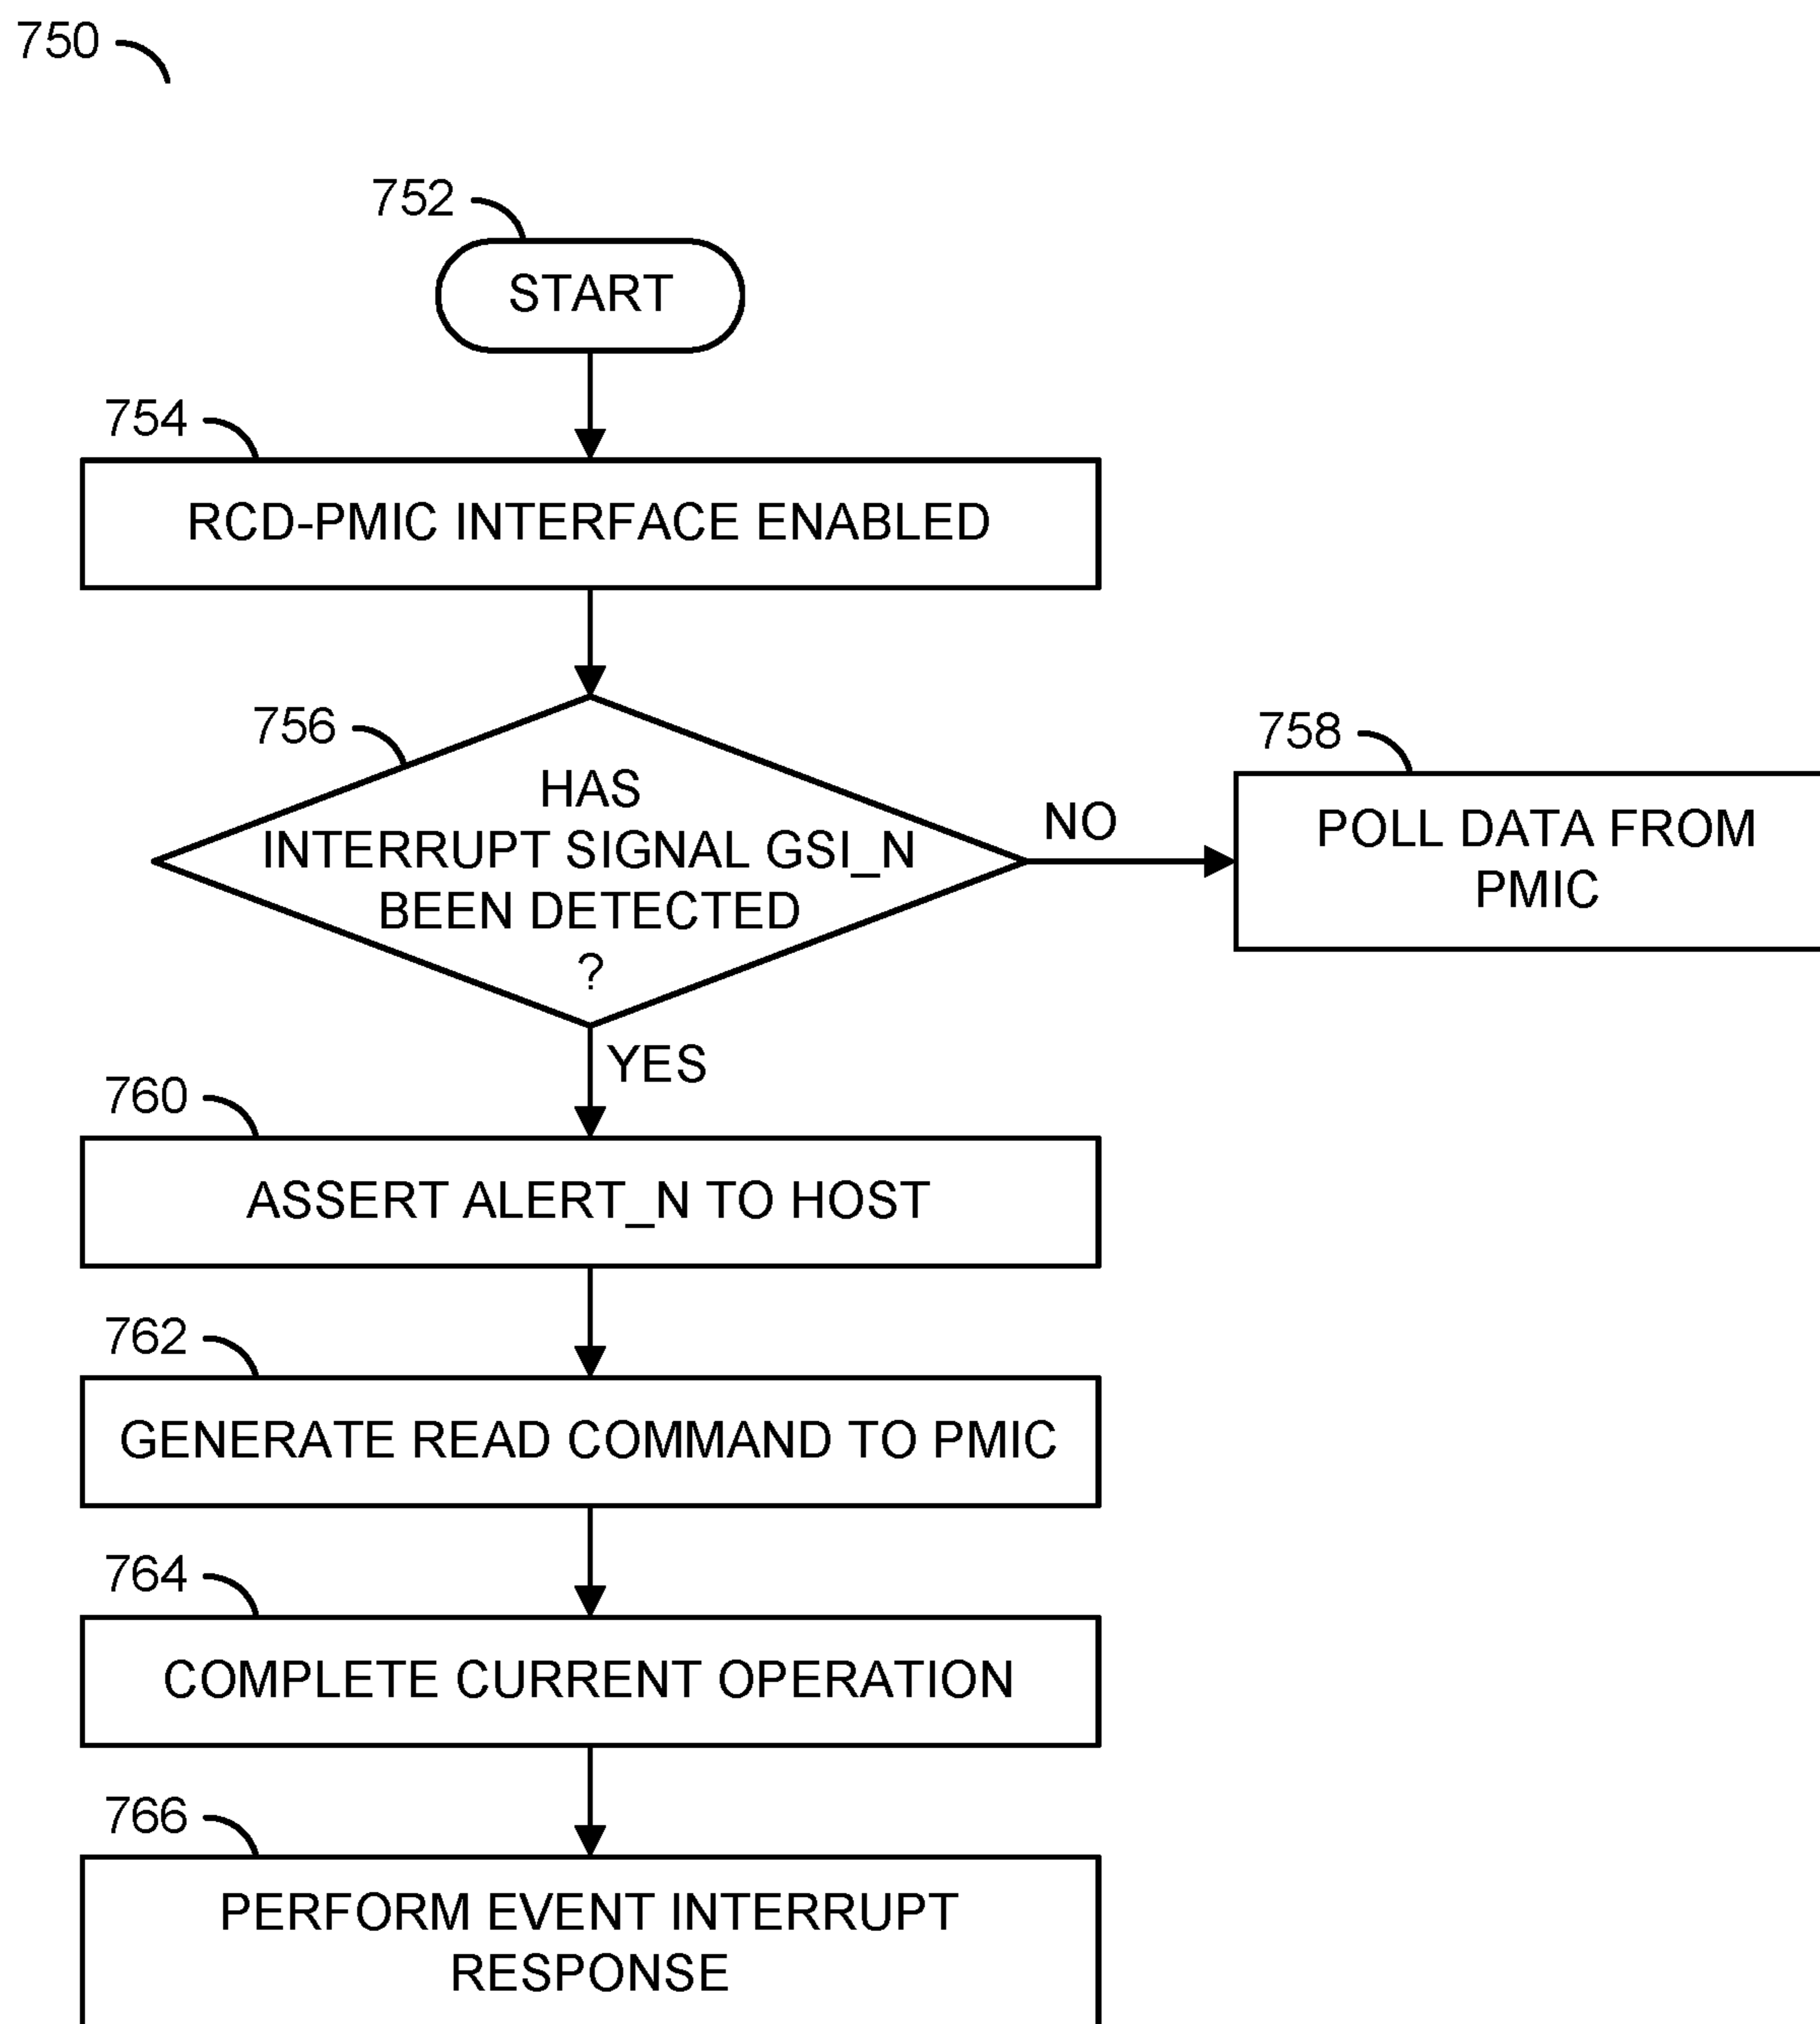 750
752
START
754
RCD-PMIC INTERFACE ENABLED
756
HAS
INTERRUPT SIGNAL GSI_N
BEEN DETECTED
?
NO
758
POLL DATA FROM
PMIC
YES
760
ASSERT ALERT_N TO HOST
762
GENERATE READ COMMAND TO PMIC
764
COMPLETE CURRENT OPERATION
766
PERFORM EVENT INTERRUPT
RESPONSE